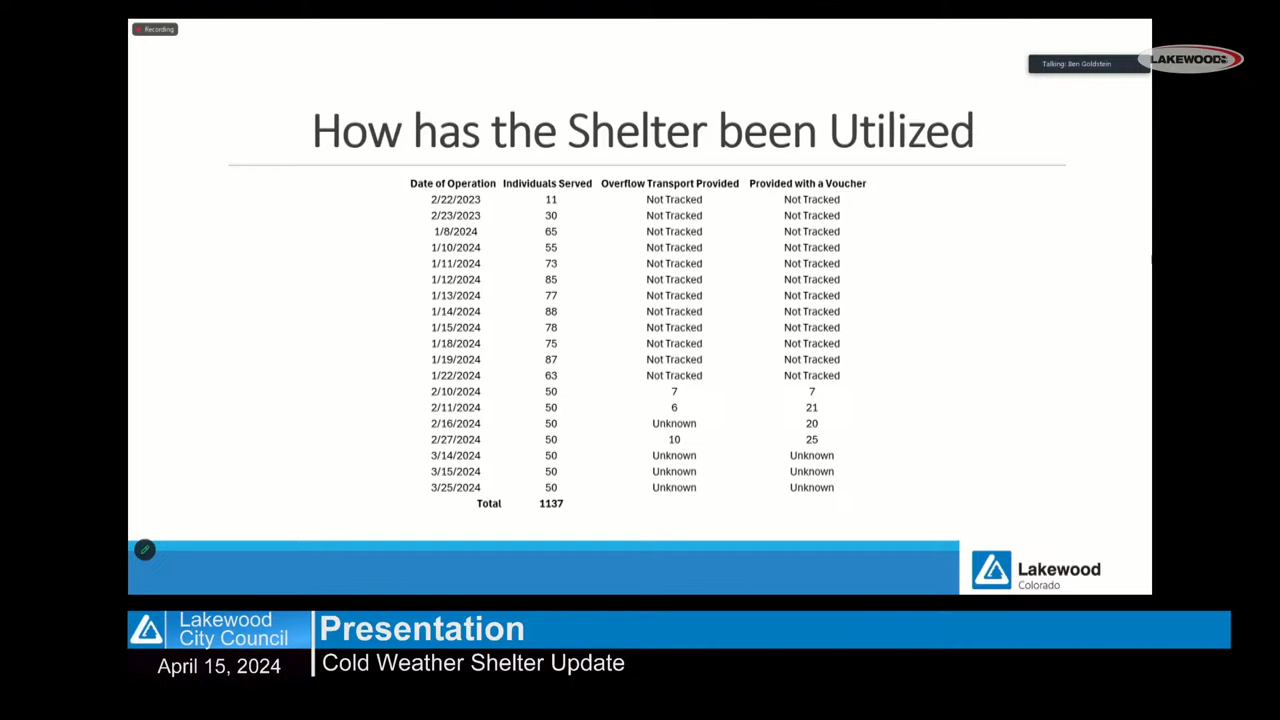 Recording
Talking: Ben Goldstein
LAKEWOOD
How has the Shelter been Utilized
Date of Operation Individuals Served Overflow Transport Provided Provided with a Voucher
2/22/2023 11 Not Tracked Not Tracked
2/23/2023 30 Not Tracked Not Tracked
1/8/2024 65 Not Tracked Not Tracked
1/10/2024 55 Not Tracked Not Tracked
1/11/2024 73 Not Tracked Not Tracked
1/12/2024 85 Not Tracked Not Tracked
1/13/2024 77 Not Tracked Not Tracked
1/14/2024 88 Not Tracked Not Tracked
1/15/2024 78 Not Tracked Not Tracked
1/18/2024 75 Not Tracked Not Tracked
1/19/2024 87 Not Tracked Not Tracked
1/22/2024 63 Not Tracked Not Tracked
2/10/2024 50 7 7
2/11/2024 50 6 21
2/16/2024 50 Unknown 20
2/27/2024 50 10 25
3/14/2024 50 Unknown Unknown
3/15/2024 50 Unknown Unknown
3/25/2024 50 Unknown Unknown
Total 1137
Lakewood
Colorado
Lakewood
City Council
April 15, 2024
Presentation
Cold Weather Shelter Update